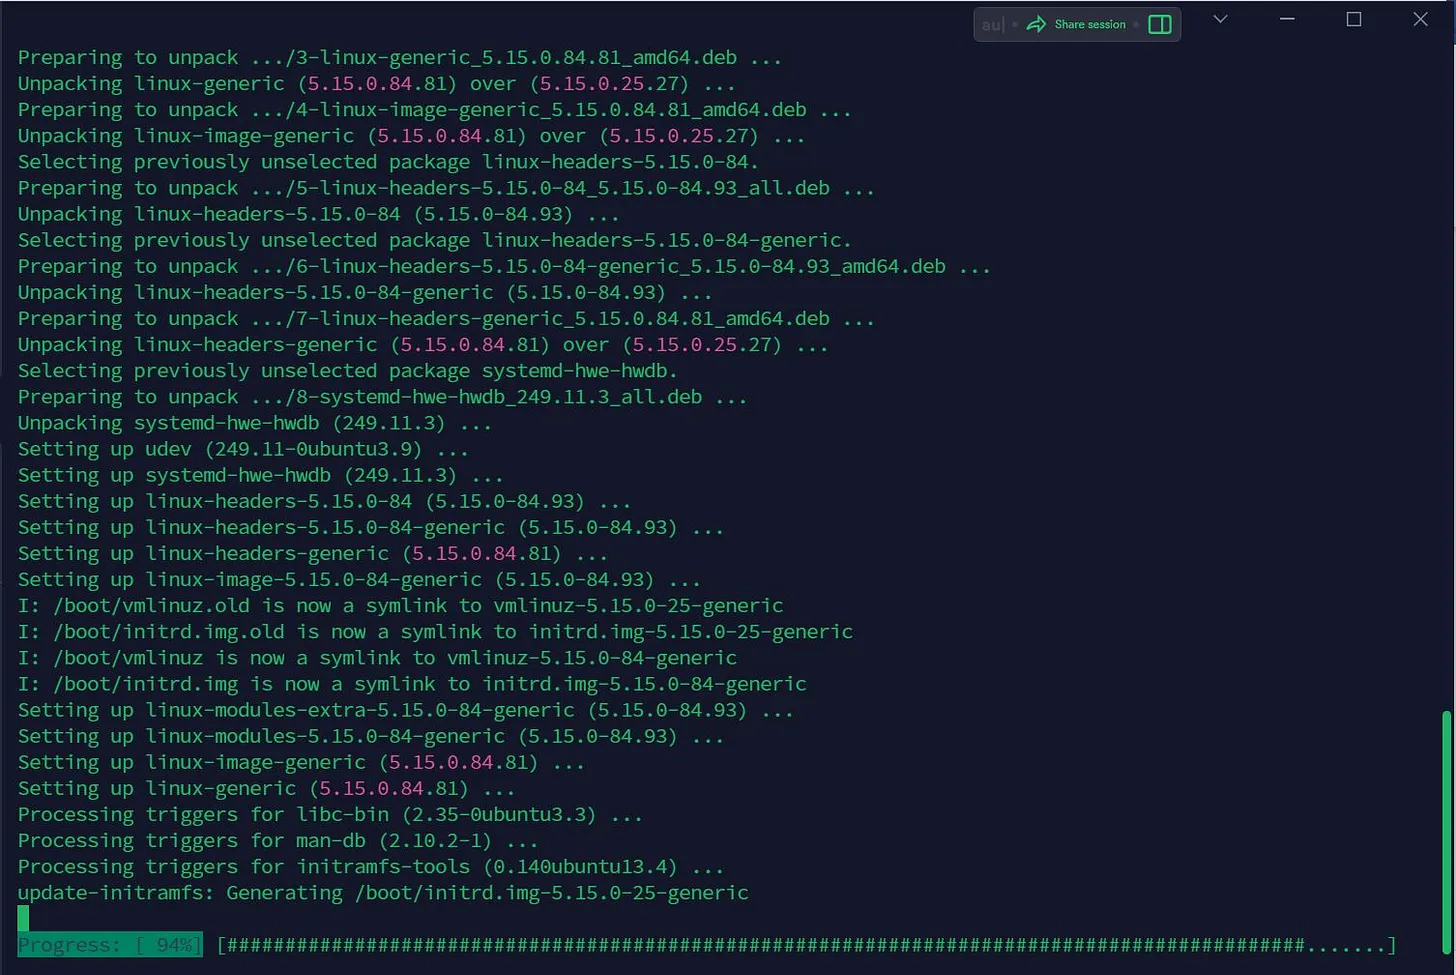 au
Share session
Preparing to unpack .../3-linux-generic_5.15.0.84.81_amd64.deb ...
Unpacking linux-generic (5.15.0.84.81) over (5.15.0.25.27) ...
Preparing to unpack .../4-linux-image-generic_5.15.0.84.81_amd64.deb ...
Unpacking linux-image-generic (5.15.0.84.81) over (5.15.0.25.27) ...
Selecting previously unselected package linux-headers-5.15.0-84.
Preparing to unpack .../5-linux-headers-5.15.0-84_5.15.0-84.93_all.deb ...
Unpacking linux-headers-5.15.0-84 (5.15.0-84.93) ...
Selecting previously unselected package linux-headers-5.15.0-84-generic.
Preparing to unpack .../6-linux-headers-5.15.0-84-generic_5.15.0-84.93_amd64.deb ...
Unpacking linux-headers-5.15.0-84-generic (5.15.0-84.93) ...
Preparing to unpack .../7-linux-headers-generic_5.15.0.84.81_amd64.deb ...
Unpacking linux-headers-generic (5.15.0.84.81) over (5.15.0.25.27) ...
Selecting previously unselected package systemd-hwe-hwdb.
Preparing to unpack .../8-systemd-hwe-hwdb_249.11.3_all.deb ...
Unpacking systemd-hwe-hwdb (249.11.3) ...
Setting up udev (249.11-0ubuntu3.9) ...
Setting up systemd-hwe-hwdb (249.11.3) ...
Setting up linux-headers-5.15.0-84 (5.15.0-84.93) ...
Setting up linux-headers-5.15.0-84-generic (5.15.0-84.93) ...
Setting up linux-headers-generic (5.15.0.84.81) ...
Setting up linux-image-5.15.0-84-generic (5.15.0-84.93) ...
I: /boot/vmlinuz.old is now a symlink to vmlinuz-5.15.0-25-generic
I: /boot/initrd.img.old is now a symlink to initrd.img-5.15.0-25-generic
I: /boot/vmlinuz is now a symlink to vmlinuz-5.15.0-84-generic
I: /boot/initrd.img is now a symlink to initrd.img-5.15.0-84-generic
Setting up linux-modules-extra-5.15.0-84-generic (5.15.0-84.93) ...
Setting up linux-modules-5.15.0-84-generic (5.15.0-84.93) ...
Setting up linux-image-generic (5.15.0.84.81) ...
Setting up linux-generic (5.15.0.84.81) ...
Processing triggers for libc-bin (2.35-0ubuntu3.3) ...
Processing triggers for man-db (2.10.2-1) ...
Processing triggers for initramfs-tools (0.140ubuntu13.4) ...
update-initramfs: Generating /boot/initrd.img-5.15.0-25-generic
Progress: [ 94%] [#############################################################################################.......]